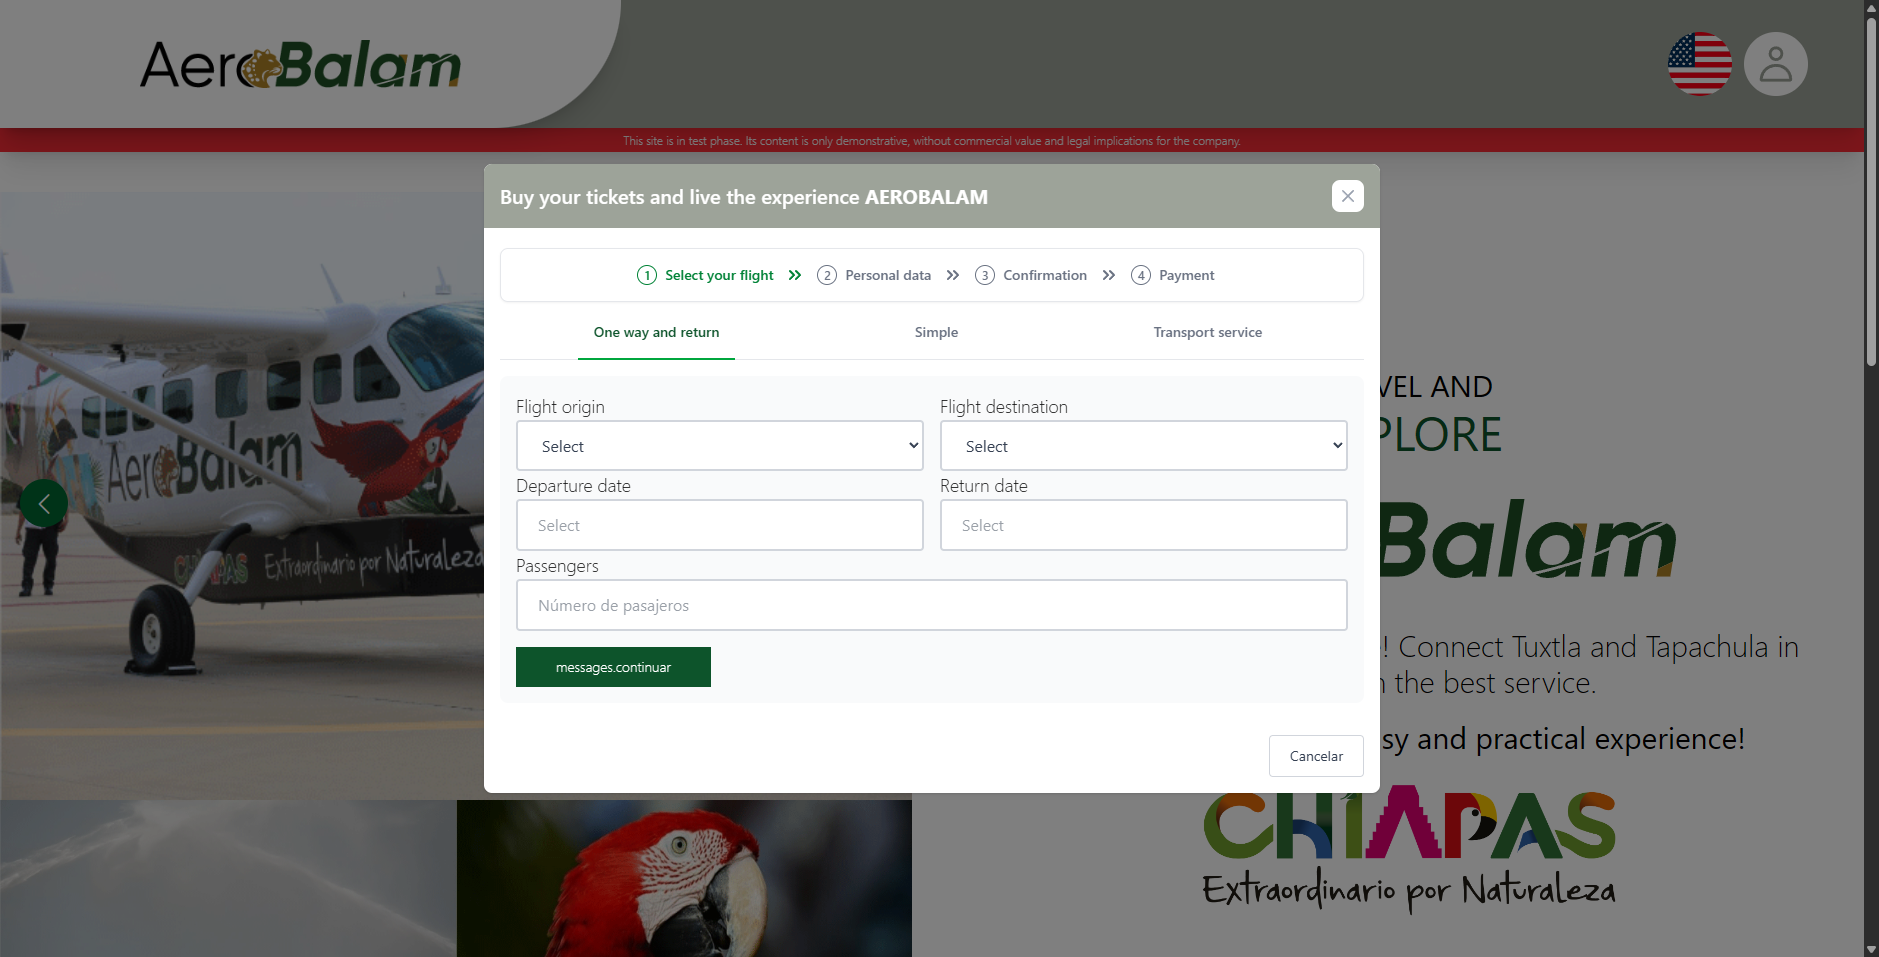 AeroBalam
This site is in test phase. Its content is only demonstrative, without commercial value and legal implications for the company.
Buy your tickets and live the experience AEROBALAM
1 Select your flight 2 Personal data 3 Confirmation 4 Payment
One way and return Simple Transport service
Flight origin Flight destination
Select Select
Departure date Return date
Select Select
Passengers
Número de pasajeros
messages.continuar
Cancelar
AeroBalam
CHIAPAS Extraordinario por Naturaleza
VEL AND
PLORE
Balam
! Connect Tuxtla and Tapachula in
the best service.
sy and practical experience!
CHIAPAS
Extraordinario por Naturaleza